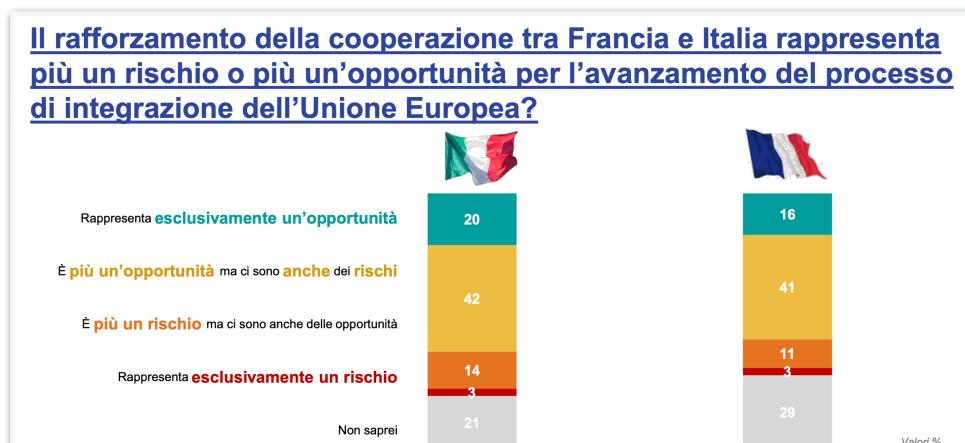 Il rafforzamento della cooperazione tra Francia e Italia rappresenta
più un rischio o più un’opportunità per l’avanzamento del processo
di integrazione dell’Unione Europea?
Rappresenta esclusivamente un’opportunità
20
16
È più un’opportunità ma ci sono anche dei rischi
42
41
È più un rischio ma ci sono anche delle opportunità
14
11
Rappresenta esclusivamente un rischio
3
3
Non saprei
21
29
Valori %